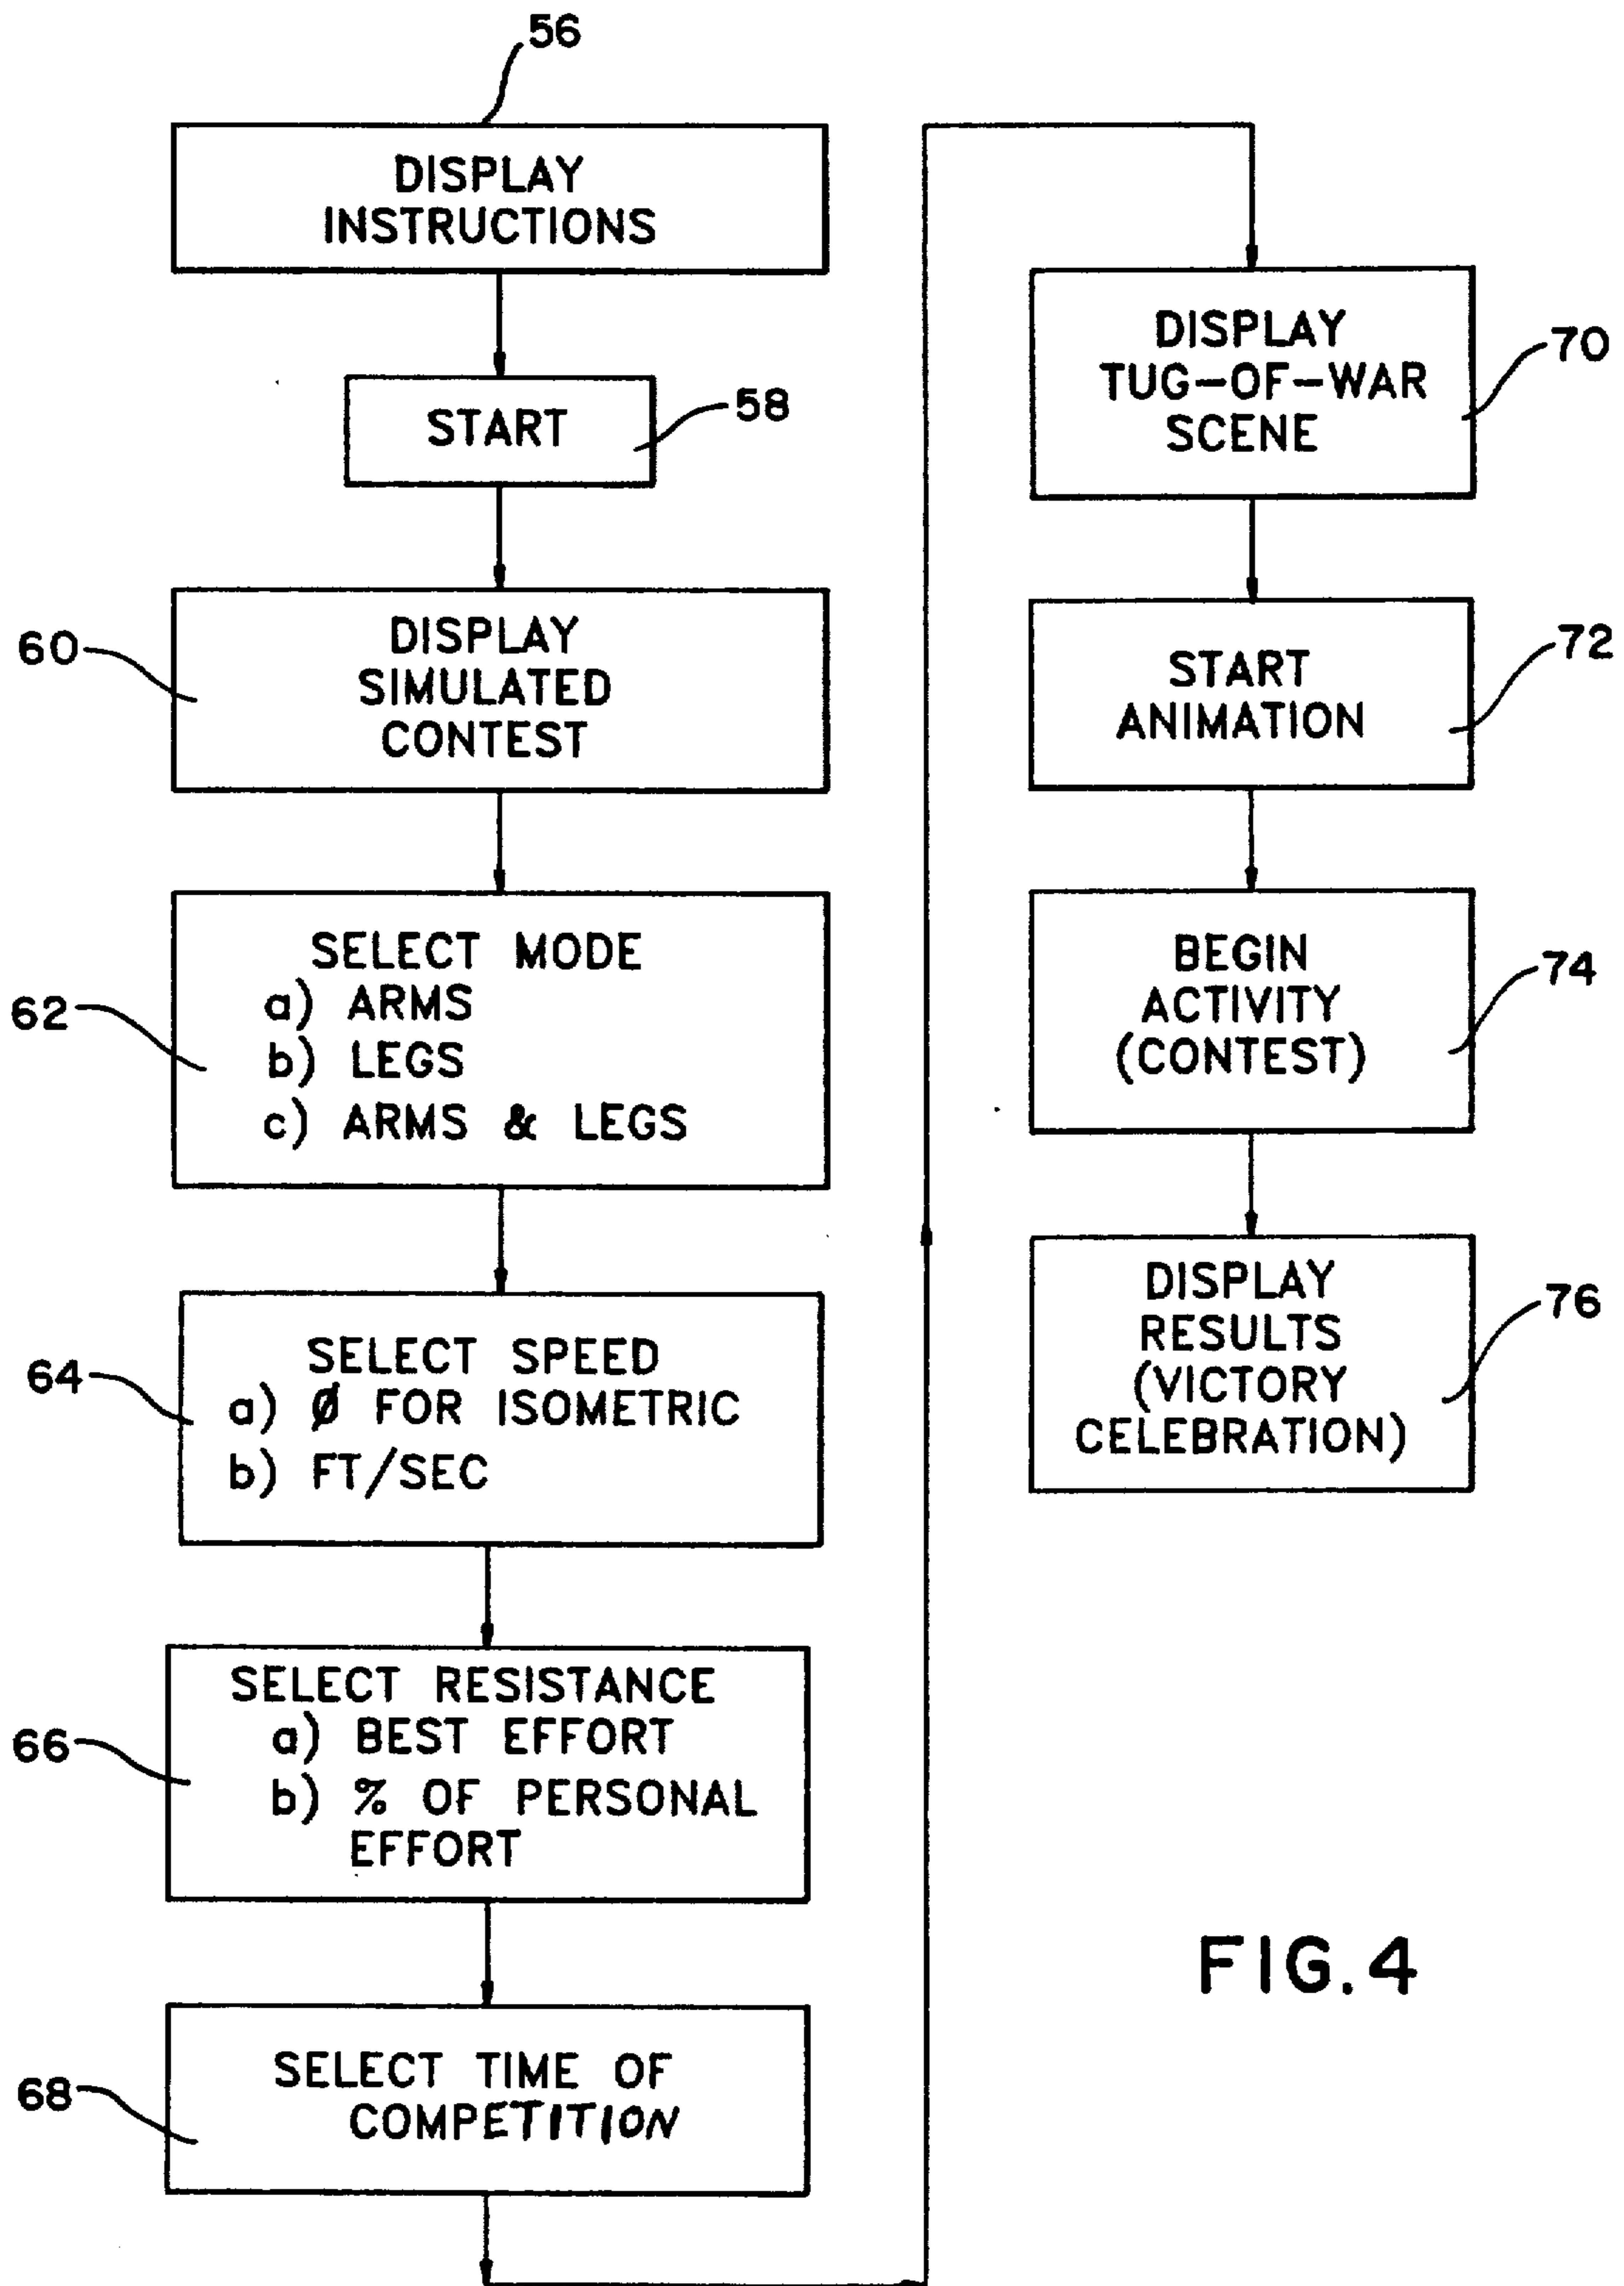 56
DISPLAY
INSTRUCTIONS
START
58
60
DISPLAY
SIMULATED
CONTEST
62
SELECT MODE
a) ARMS
b) LEGS
c) ARMS & LEGS
64
SELECT SPEED
a) Ø FOR ISOMETRIC
b) FT/SEC
66
SELECT RESISTANCE
a) BEST EFFORT
b) % OF PERSONAL
EFFORT
68
SELECT TIME OF
COMPETITION
DISPLAY
TUG-OF-WAR
SCENE
70
START
ANIMATION
72
BEGIN
ACTIVITY
(CONTEST)
74
DISPLAY
RESULTS
(VICTORY
CELEBRATION)
76
FIG.4